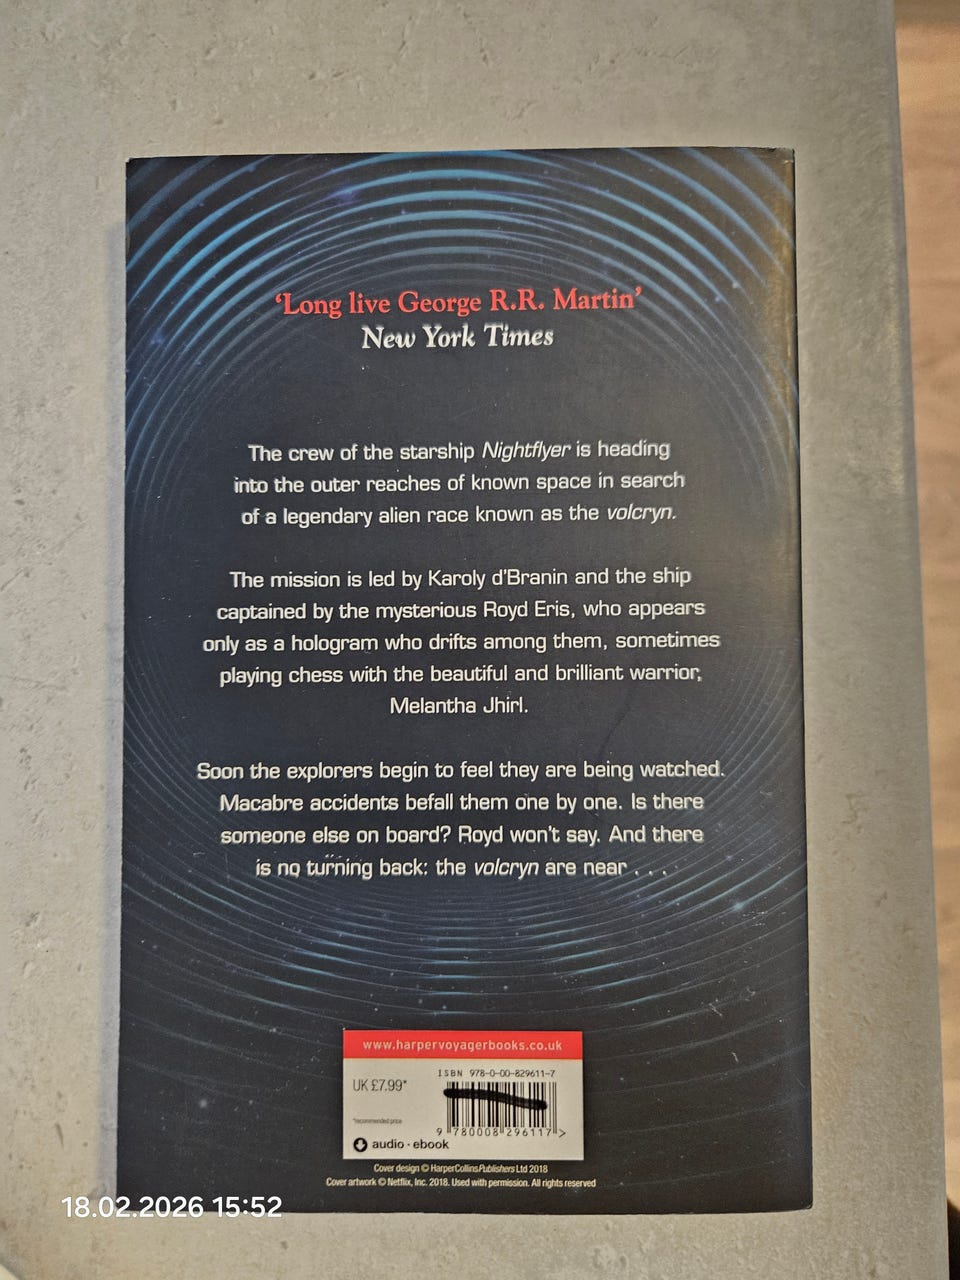 ‘Long live George R.R. Martin’
New York Times
The crew of the starship Nightflyer is heading
into the outer reaches of known space in search
of a legendary alien race known as the volcryn.
The mission is led by Karoly d'Branin and the ship
captained by the mysterious Royd Eris, who appears
only as a hologram who drifts among them, sometimes
playing chess with the beautiful and brilliant warrior,
Melantha Jhirl.
Soon the explorers begin to feel they are being watched.
Macabre accidents befall them one by one. Is there
someone else on board? Royd won't say. And there
is no turning back: the volcryn are near . . .
www.harpervoyagerbooks.co.uk
ISBN 978-0-00-829611-7
UK £7.99*
*recommended price
9 780008 296117 >
audio · ebook
Cover design © HarperCollinsPublishers Ltd 2018
Cover artwork © Netflix, Inc. 2018. Used with permission. All rights reserved
18.02.2026 15:52